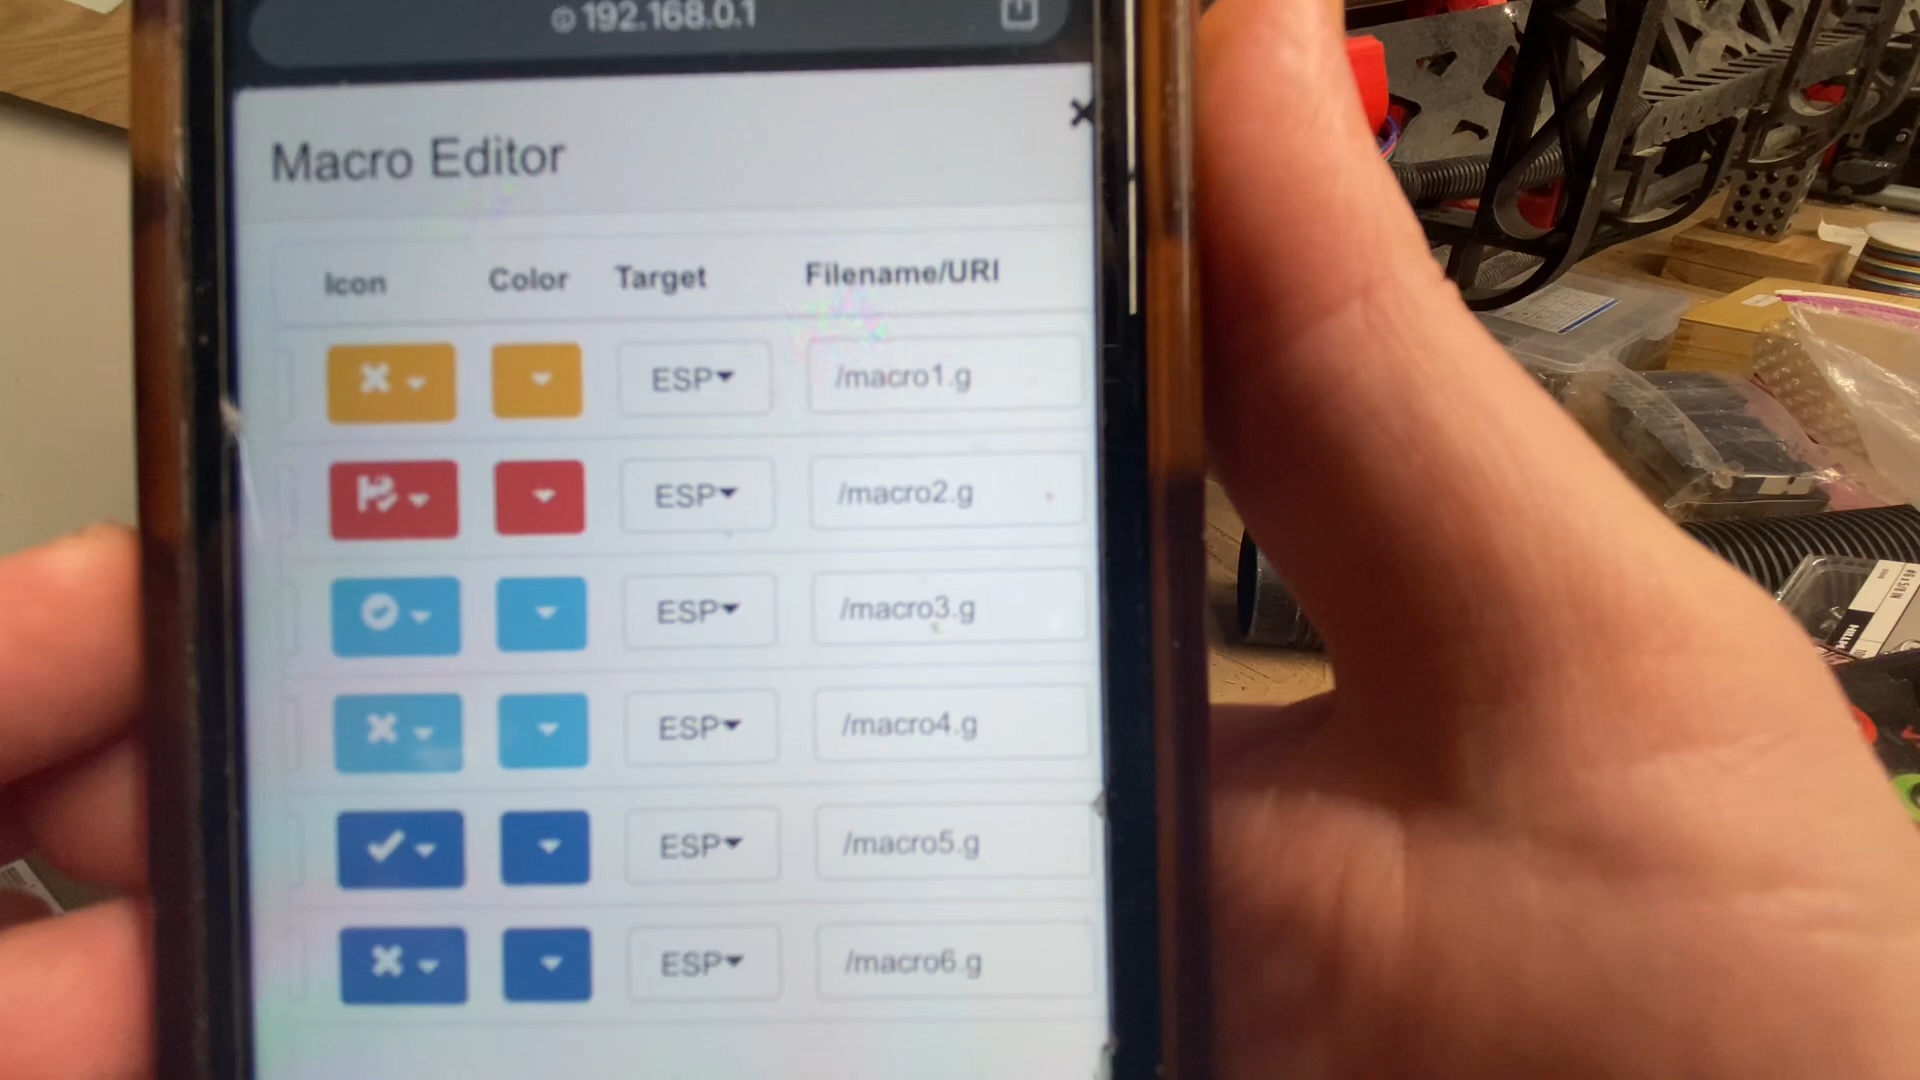 192.168.0.1
Macro Editor
Icon Color Target Filename/URI
ESP /macro1.g
ESP /macro2.g
ESP /macro3.g
ESP /macro4.g
ESP /macro5.g
ESP /macro6.g